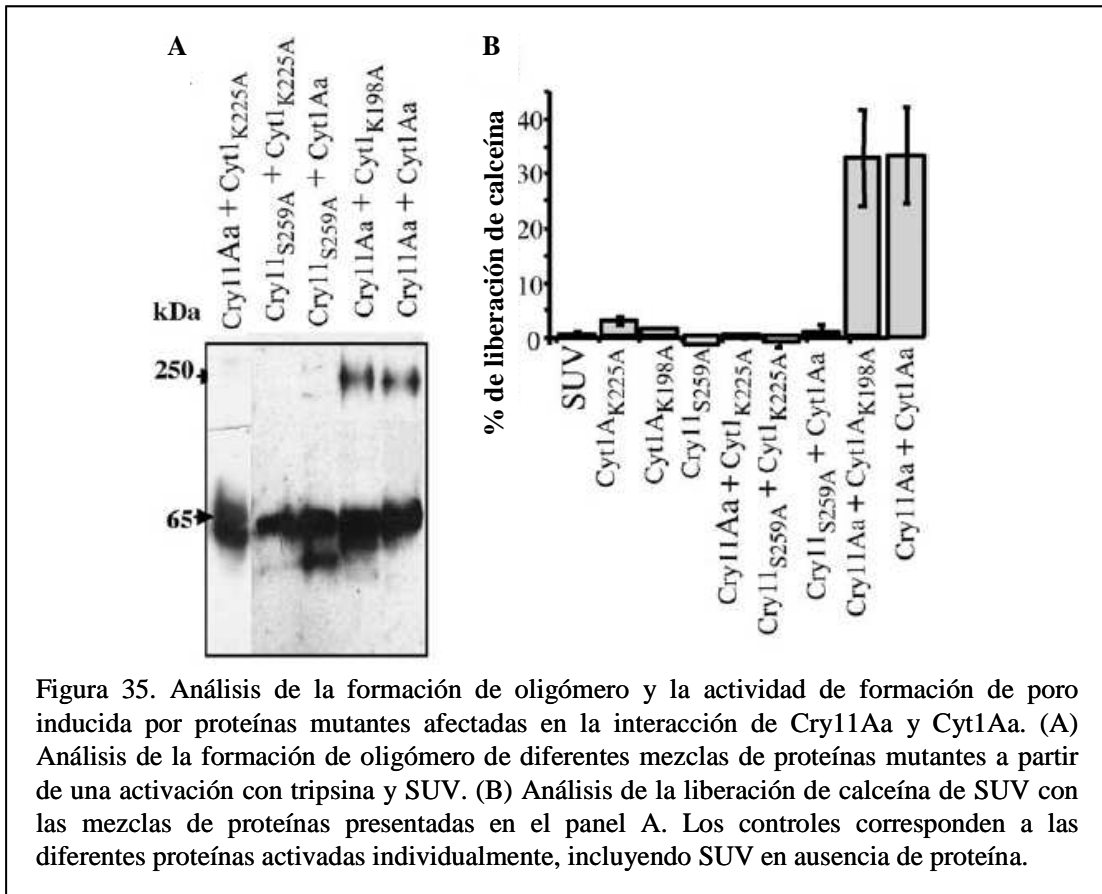 A
B
Cry11Aa + Cyt1K225A
Cry11S259A + Cyt1K225A
Cry11S259A + Cyt1Aa
Cry11Aa + Cyt1K198A
Cry11Aa + Cyt1Aa
kDa
250
65
% de liberación de calceína
40
30
20
10
0
SUV
Cyt1AK225A
Cyt1AK198A
Cry11S259A
Cry11Aa + Cyt1K225A
Cry11S259A + Cyt1K225A
Cry11S259A + Cyt1Aa
Cry11Aa + Cyt1AK198A
Cry11Aa + Cyt1Aa
Figura 35. Análisis de la formación de oligómero y la actividad de formación de poro
inducida por proteínas mutantes afectadas en la interacción de Cry11Aa y Cyt1Aa. (A)
Análisis de la formación de oligómero de diferentes mezclas de proteínas mutantes a partir
de una activación con tripsina y SUV. (B) Análisis de la liberación de calceína de SUV con
las mezclas de proteínas presentadas en el panel A. Los controles corresponden a las
diferentes proteínas activadas individualmente, incluyendo SUV en ausencia de proteína.